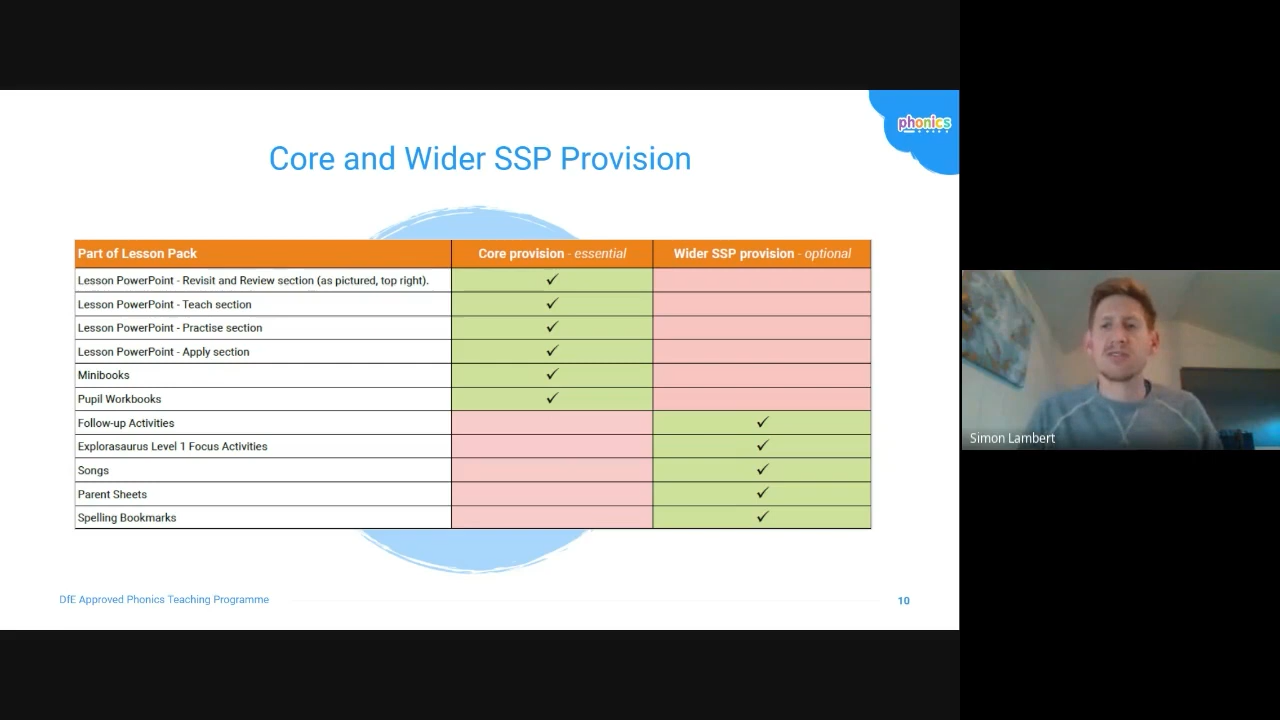 phonics
Core and Wider SSP Provision
Part of Lesson Pack Core provision - essential Wider SSP provision - optional
Lesson PowerPoint - Revisit and Review section (as pictured, top right). ✓
Lesson PowerPoint - Teach section ✓
Lesson PowerPoint - Practise section ✓
Lesson PowerPoint - Apply section ✓
Minibooks ✓
Pupil Workbooks ✓
Follow-up Activities ✓
Explorasaurus Level 1 Focus Activities ✓
Songs ✓
Parent Sheets ✓
Spelling Bookmarks ✓
DfE Approved Phonics Teaching Programme 10
Simon Lambert